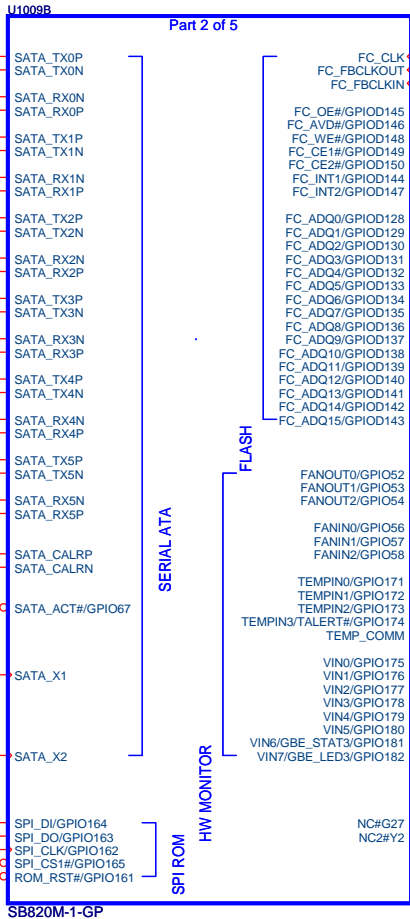 U1009B
Part 2 of 5
SATA_TX0P
SATA_TX0N
SATA_RX0N
SATA_RX0P
SATA_TX1P
SATA_TX1N
SATA_RX1N
SATA_RX1P
SATA_TX2P
SATA_TX2N
SATA_RX2N
SATA_RX2P
SATA_TX3P
SATA_TX3N
SATA_RX3N
SATA_RX3P
SATA_TX4P
SATA_TX4N
SATA_RX4N
SATA_RX4P
SATA_TX5P
SATA_TX5N
SATA_RX5N
SATA_RX5P
SATA_CALRP
SATA_CALRN
SATA_ACT#/GPIO67
SATA_X1
SATA_X2
SERIAL ATA
SPI_DI/GPIO164
SPI_DO/GPIO163
SPI_CLK/GPIO162
SPI_CS1#/GPIO165
ROM_RST#/GPIO161
SPI ROM
FC_CLK
FC_FBCLKOUT
FC_FBCLKIN
FC_OE#/GPIOD145
FC_AVD#/GPIOD146
FC_WE#/GPIOD148
FC_CE1#/GPIOD149
FC_CE2#/GPIOD150
FC_INT1/GPIOD144
FC_INT2/GPIOD147
FC_ADQ0/GPIOD128
FC_ADQ1/GPIOD129
FC_ADQ2/GPIOD130
FC_ADQ3/GPIOD131
FC_ADQ4/GPIOD132
FC_ADQ5/GPIOD133
FC_ADQ6/GPIOD134
FC_ADQ7/GPIOD135
FC_ADQ8/GPIOD136
FC_ADQ9/GPIOD137
FC_ADQ10/GPIOD138
FC_ADQ11/GPIOD139
FC_ADQ12/GPIOD140
FC_ADQ13/GPIOD141
FC_ADQ14/GPIOD142
FC_ADQ15/GPIOD143
FLASH
FANOUT0/GPIO52
FANOUT1/GPIO53
FANOUT2/GPIO54
FANIN0/GPIO56
FANIN1/GPIO57
FANIN2/GPIO58
TEMPIN0/GPIO171
TEMPIN1/GPIO172
TEMPIN2/GPIO173
TEMPIN3/TALERT#/GPIO174
TEMP_COMM
VIN0/GPIO175
VIN1/GPIO176
VIN2/GPIO177
VIN3/GPIO178
VIN4/GPIO179
VIN5/GPIO180
VIN6/GBE_STAT3/GPIO181
VIN7/GBE_LED3/GPIO182
HW MONITOR
NC#G27
NC2#Y2
SB820M-1-GP